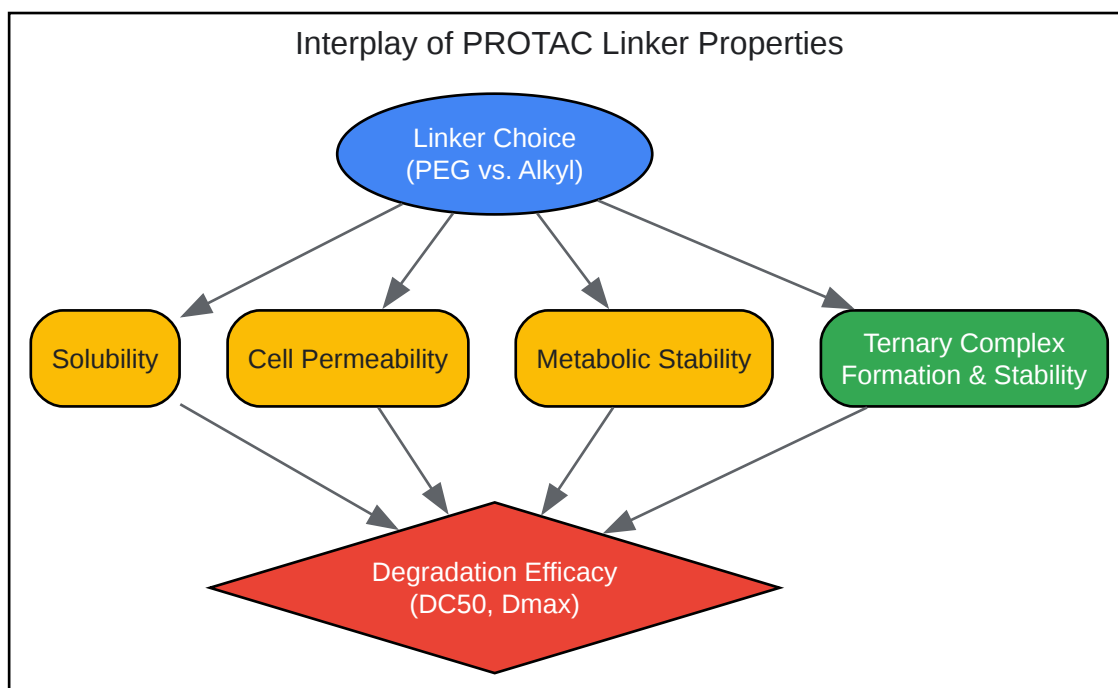 Interplay of PROTAC Linker Properties
Linker Choice
(PEG vs. Alkyl)
Solubility
Cell Permeability
Metabolic Stability
Ternary Complex
Formation & Stability
Degradation Efficacy
(DC50, Dmax)